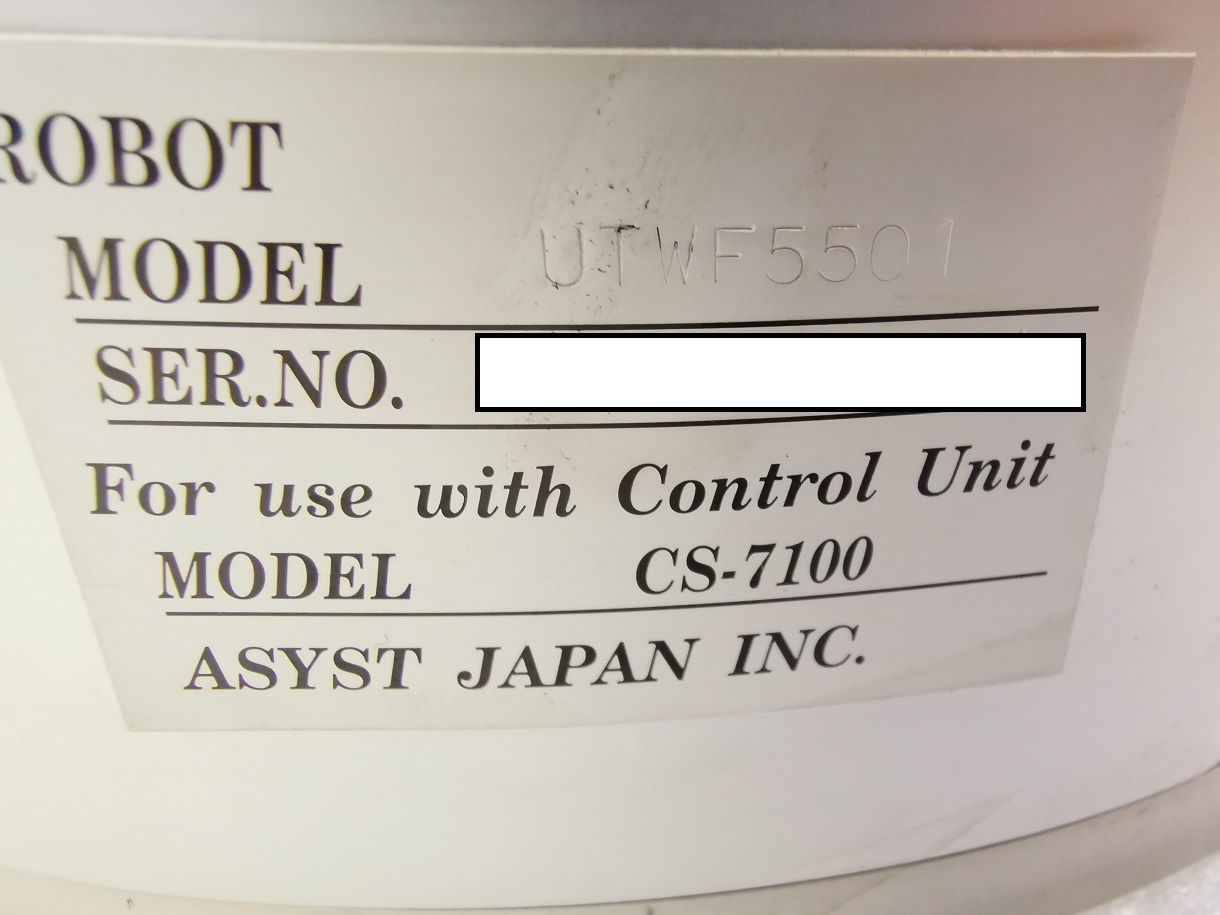 ROBOT
MODEL UTWF5501
SER.NO.
For use with Control Unit
MODEL CS-7100
ASYST JAPAN INC.